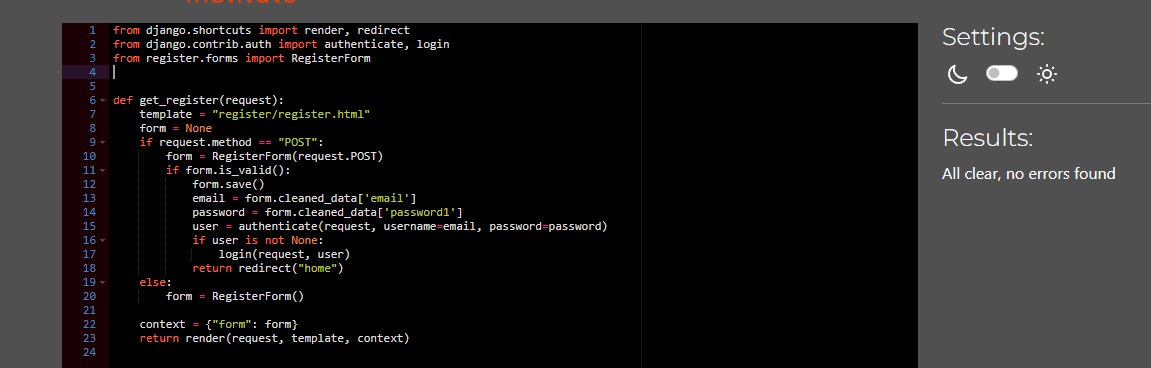 Institute
1 from django.shortcuts import render, redirect
2 from django.contrib.auth import authenticate, login
3 from register.forms import RegisterForm
4
5
6 def get_register(request):
7     template = "register/register.html"
8     form = None
9     if request.method == "POST":
10         form = RegisterForm(request.POST)
11         if form.is_valid():
12             form.save()
13             email = form.cleaned_data['email']
14             password = form.cleaned_data['password1']
15             user = authenticate(request, username=email, password=password)
16             if user is not None:
17                 login(request, user)
18             return redirect("home")
19     else:
20         form = RegisterForm()
21
22     context = {"form": form}
23     return render(request, template, context)
24
Settings:
Results:
All clear, no errors found